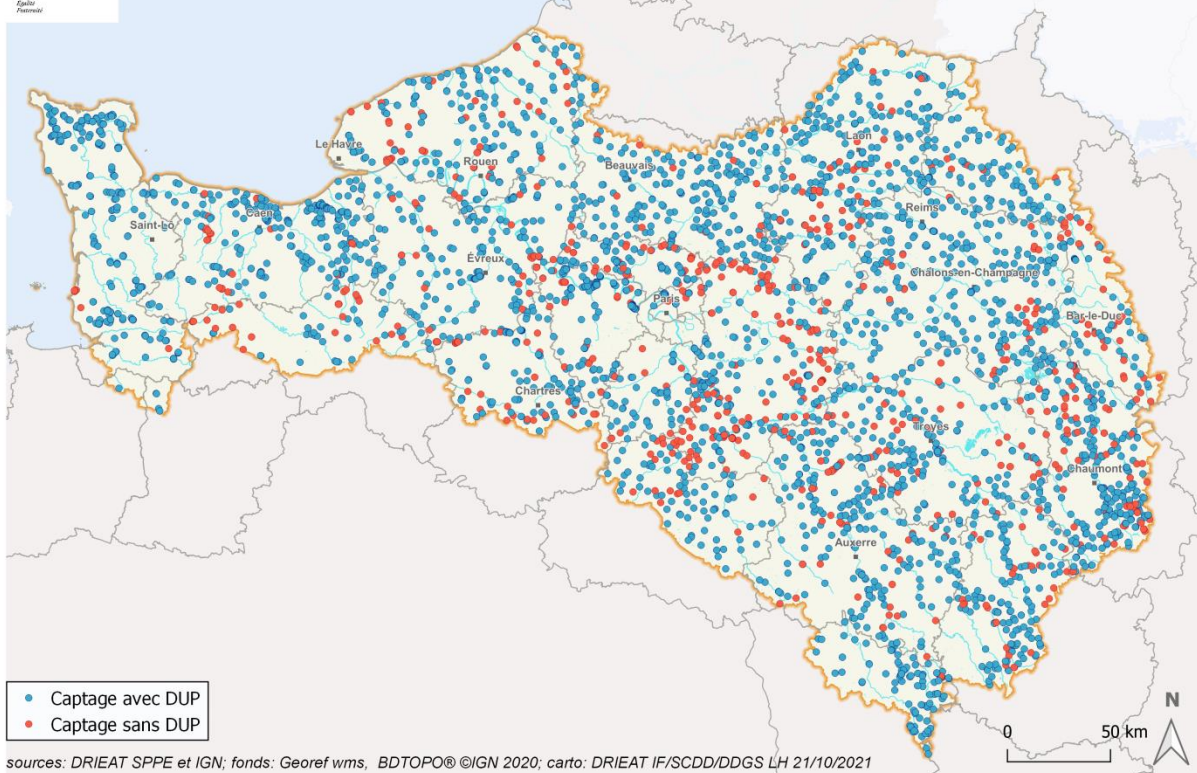 Égalité
Fraternité
Le Havre
Rouen
Beauvais
Laon
Reims
Saint-Lô
Caen
Évreux
Châlons-en-Champagne
Paris
Bar-le-Duc
Chartres
Troyes
Chaumont
Auxerre
Captage avec DUP
Captage sans DUP
0 50 km
N
sources: DRIEAT SPPE et IGN; fonds: Georef wms, BDTOPO® ©IGN 2020; carto: DRIEAT IF/SCDD/DDGS LH 21/10/2021